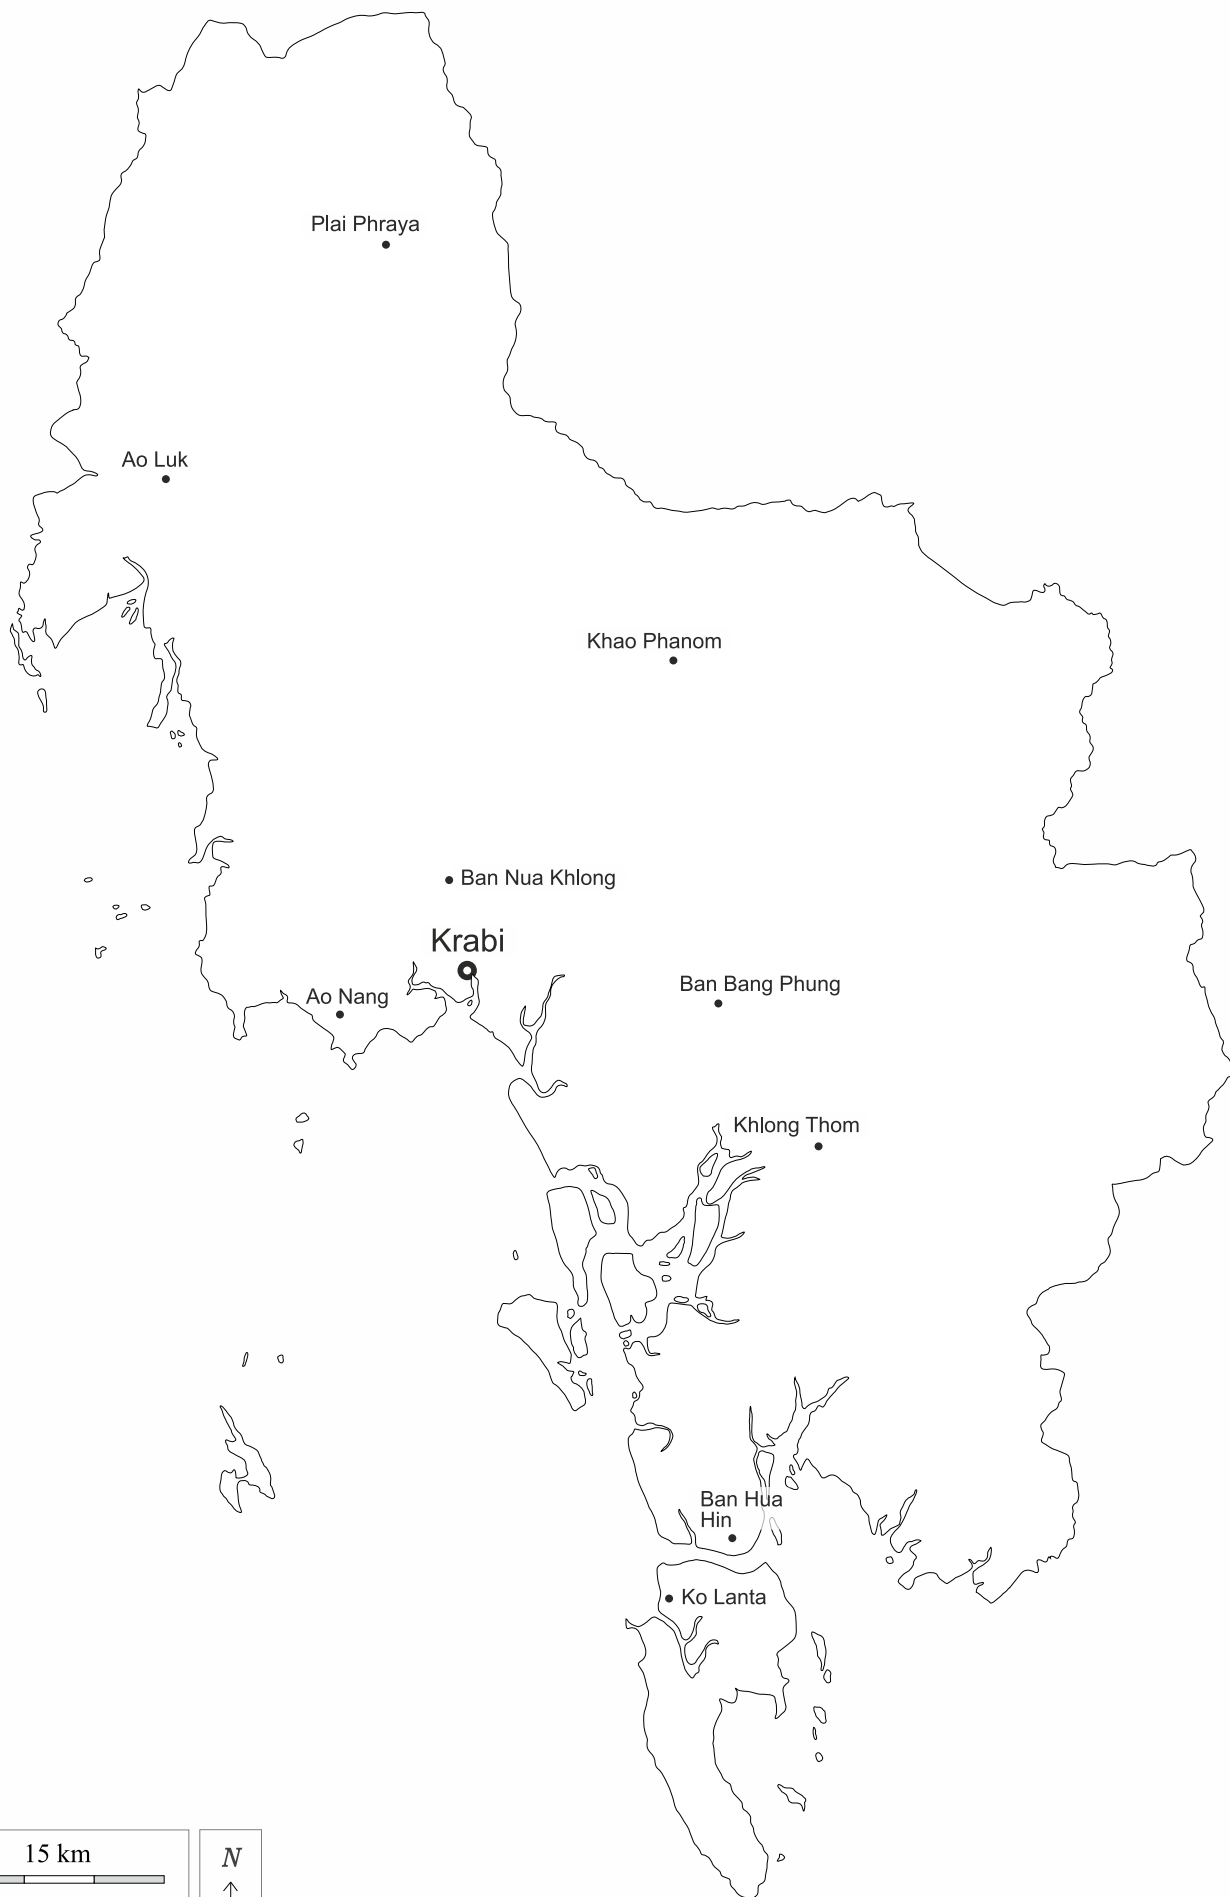 Plai Phraya
Ao Luk
Khao Phanom
Ban Nua Khlong
Krabi
Ban Bang Phung
Ao Nang
Khlong Thom
Ban Hua
Hin
Ko Lanta
15 km
N